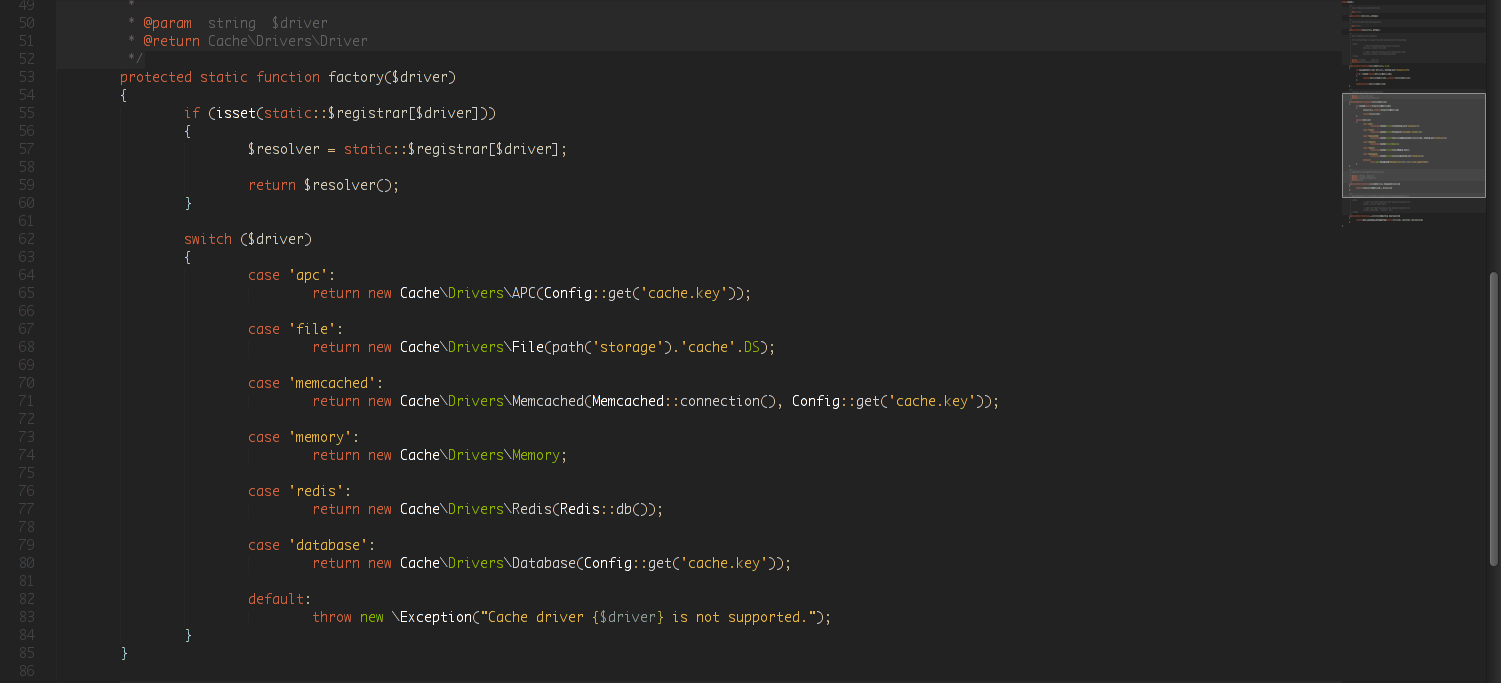 49 *
50 * @param  string  $driver
51 * @return Cache\Drivers\Driver
52 */
53 protected static function factory($driver)
54 {
55 if (isset(static::$registrar[$driver]))
56 {
57 $resolver = static::$registrar[$driver];
58
59 return $resolver();
60 }
61
62 switch ($driver)
63 {
64 case 'apc':
65 return new Cache\Drivers\APC(Config::get('cache.key'));
66
67 case 'file':
68 return new Cache\Drivers\File(path('storage').'cache'.DS);
69
70 case 'memcached':
71 return new Cache\Drivers\Memcached(Memcached::connection(), Config::get('cache.key'));
72
73 case 'memory':
74 return new Cache\Drivers\Memory;
75
76 case 'redis':
77 return new Cache\Drivers\Redis(Redis::db());
78
79 case 'database':
80 return new Cache\Drivers\Database(Config::get('cache.key'));
81
82 default:
83 throw new \Exception("Cache driver {$driver} is not supported.");
84 }
85 }
86